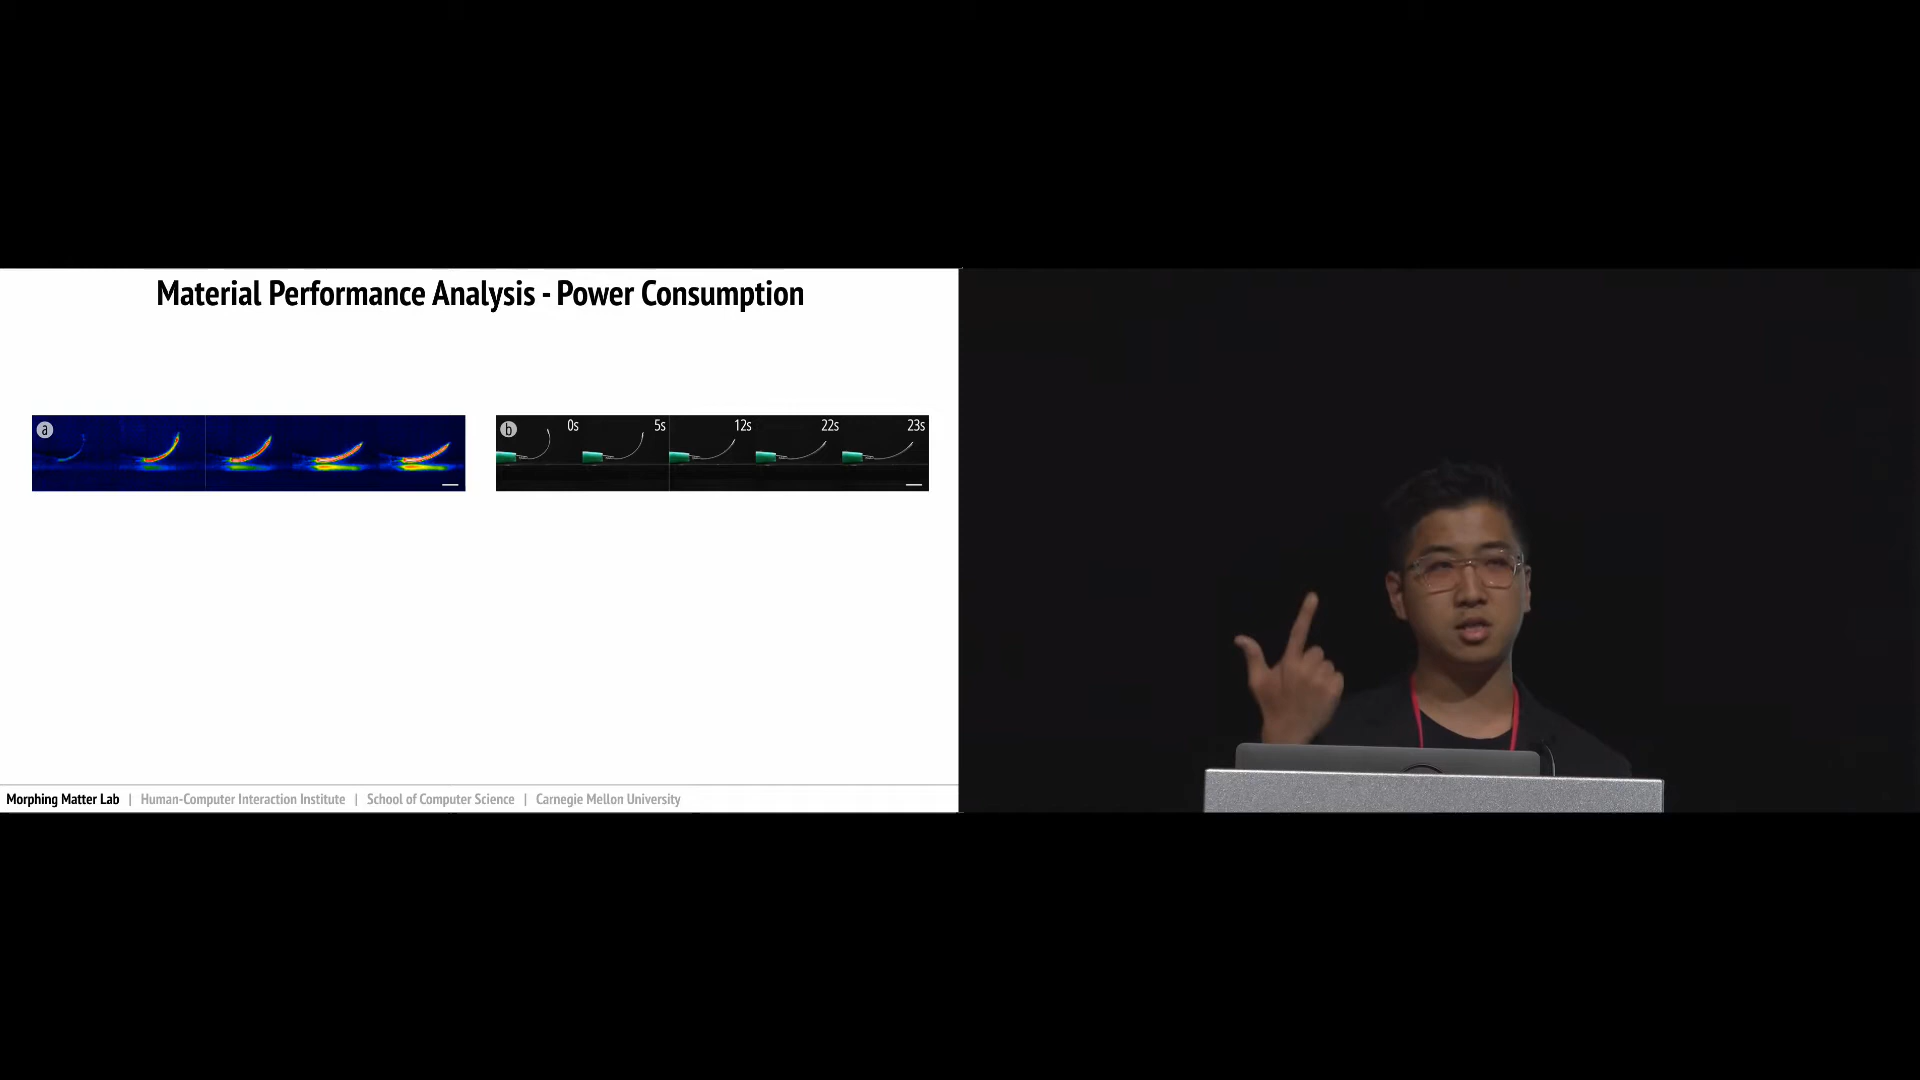 Material Performance Analysis - Power Consumption
a
b 0s 5s 12s 22s 23s
Morphing Matter Lab | Human-Computer Interaction Institute | School of Computer Science | Carnegie Mellon University